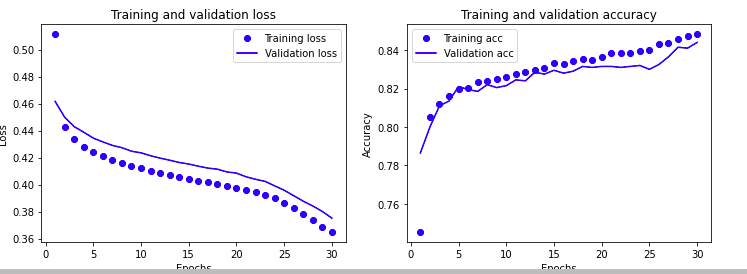 Training and validation loss
Training loss
Validation loss
0.50
0.48
0.46
0.44
0.42
0.40
0.38
0.36
Loss
0
5
10
15
20
25
30
Epochs
Training and validation accuracy
Training acc
Validation acc
0.84
0.82
0.80
0.78
0.76
Accuracy
0
5
10
15
20
25
30
Epochs